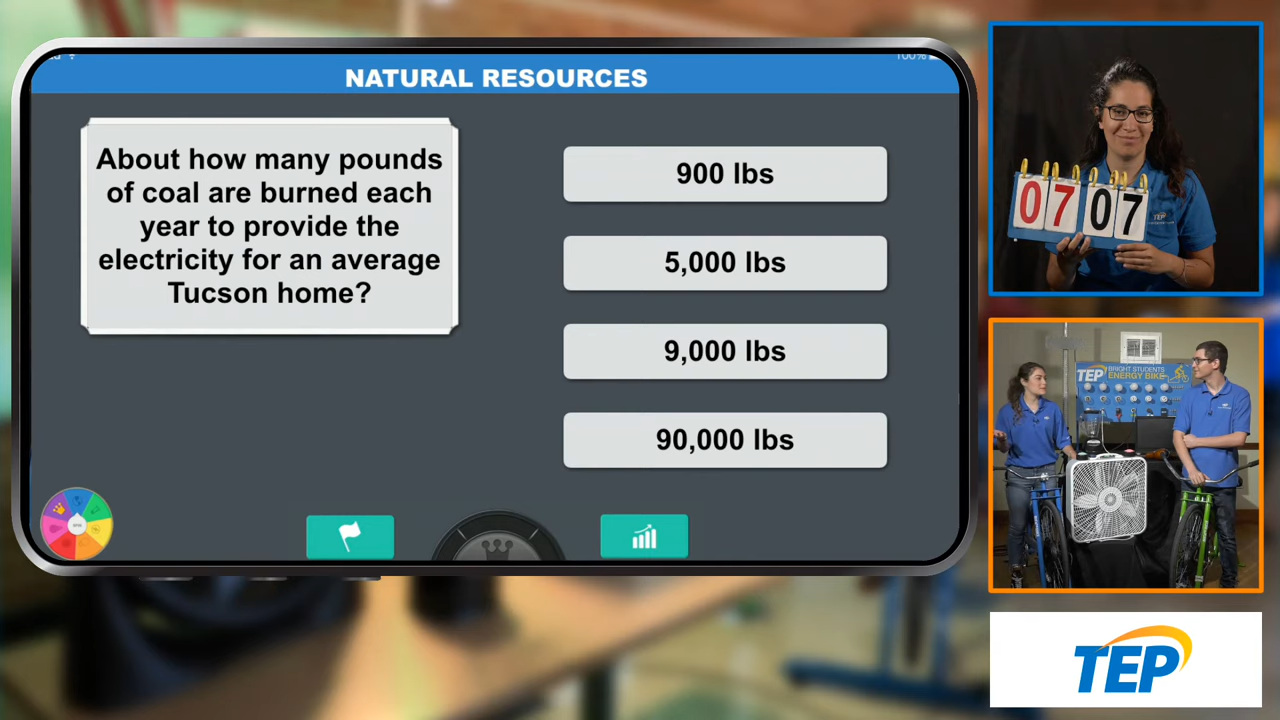 100%
NATURAL RESOURCES
About how many pounds
of coal are burned each
year to provide the
electricity for an average
Tucson home?
900 lbs
5,000 lbs
9,000 lbs
90,000 lbs
07 07
TEP
TEP
BRIGHT STUDENTS
ENERGY BIKE
TEP